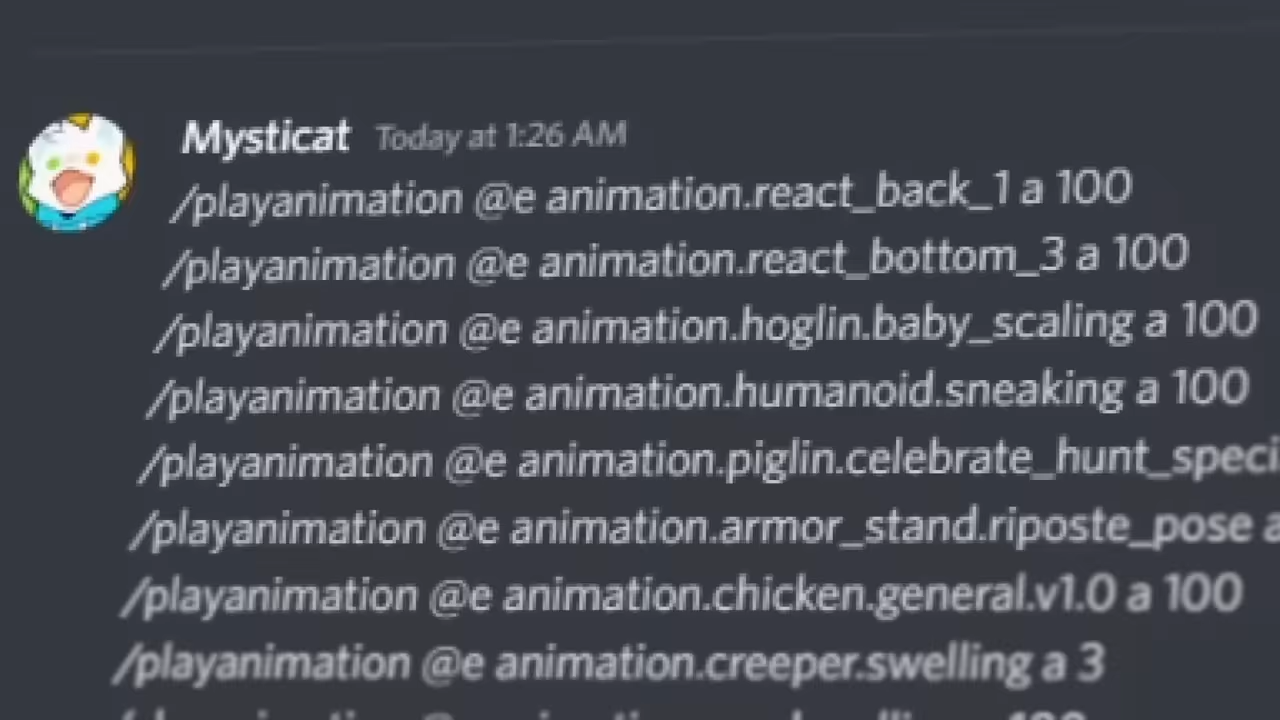 Mysticat Today at 1:26 AM
/playanimation @e animation.react_back_1 a 100
/playanimation @e animation.react_bottom_3 a 100
/playanimation @e animation.hoglin.baby_scaling a 100
/playanimation @e animation.humanoid.sneaking a 100
/playanimation @e animation.piglin.celebrate_hunt_speci
/playanimation @e animation.armor_stand.riposte_pose a
/playanimation @e animation.chicken.general.v1.0 a 100
/playanimation @e animation.creeper.swelling a 3